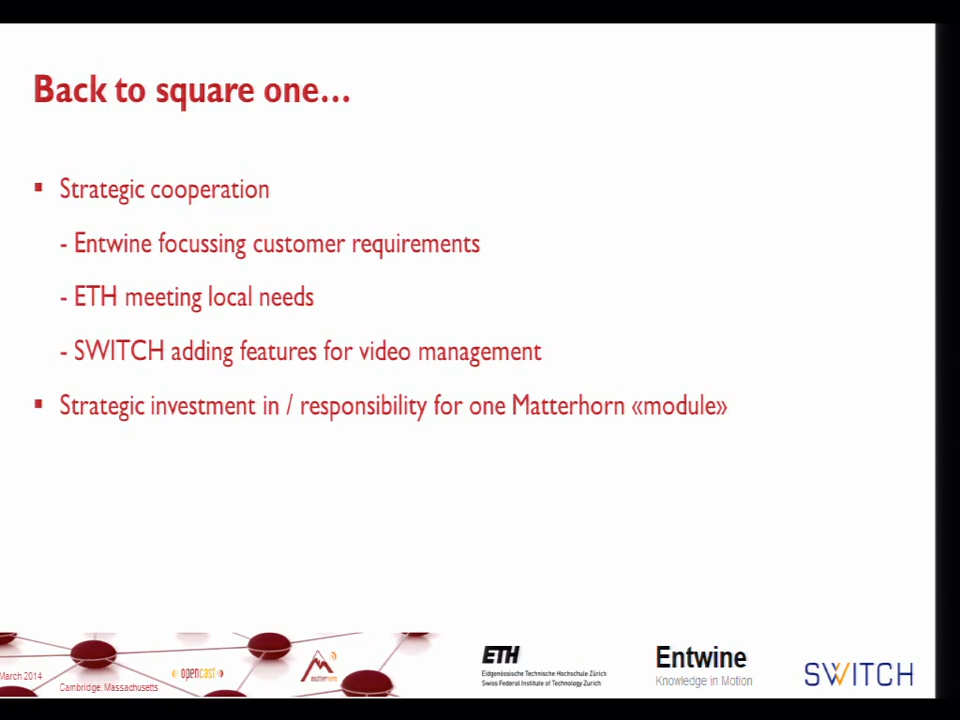 Back to square one...
▪ Strategic cooperation
- Entwine focussing customer requirements
- ETH meeting local needs
- SWITCH adding features for video management
▪ Strategic investment in / responsibility for one Matterhorn «module»
March 2014
Cambridge, Massachusetts
opencast
matterhorn
ETH
Eidgenössische Technische Hochschule Zürich
Swiss Federal Institute of Technology Zurich
Entwine
Knowledge in Motion
SWITCH